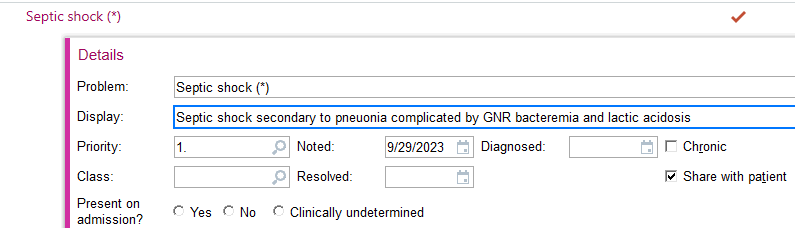 Septic shock (*)
Details
Problem: Septic shock (*)
Display: Septic shock secondary to pneuonia complicated by GNR bacteremia and lactic acidosis
Priority: 1. Noted: 9/29/2023 Diagnosed: Chronic
Class: Resolved: Share with patient
Present on
admission? Yes No Clinically undetermined